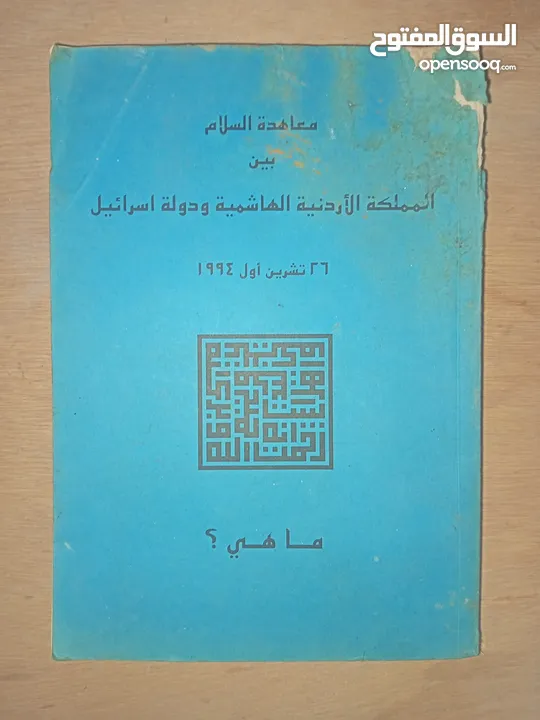 السوق المفتوح
opensooq.com
معاهدة السلام
بين
المملكة الأردنية الهاشمية ودولة اسرائيل
٢٦ تشرين أول ١٩٩٤
ما هي ؟